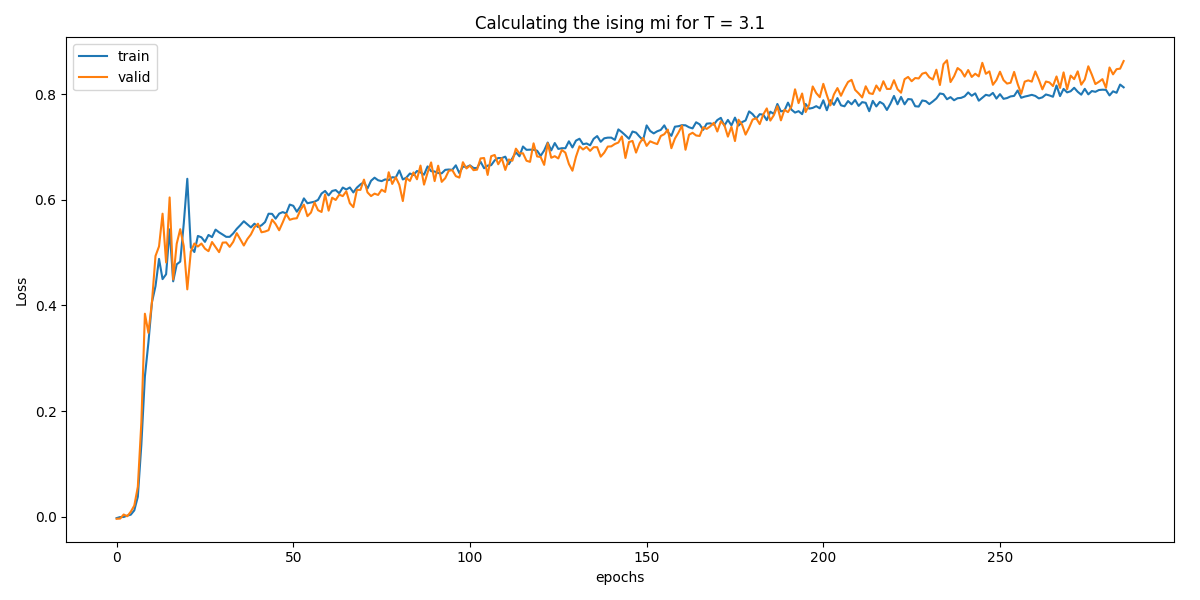 Calculating the ising mi for T = 3.1
train
valid
Loss
0.8
0.6
0.4
0.2
0.0
0
50
100
150
200
250
epochs